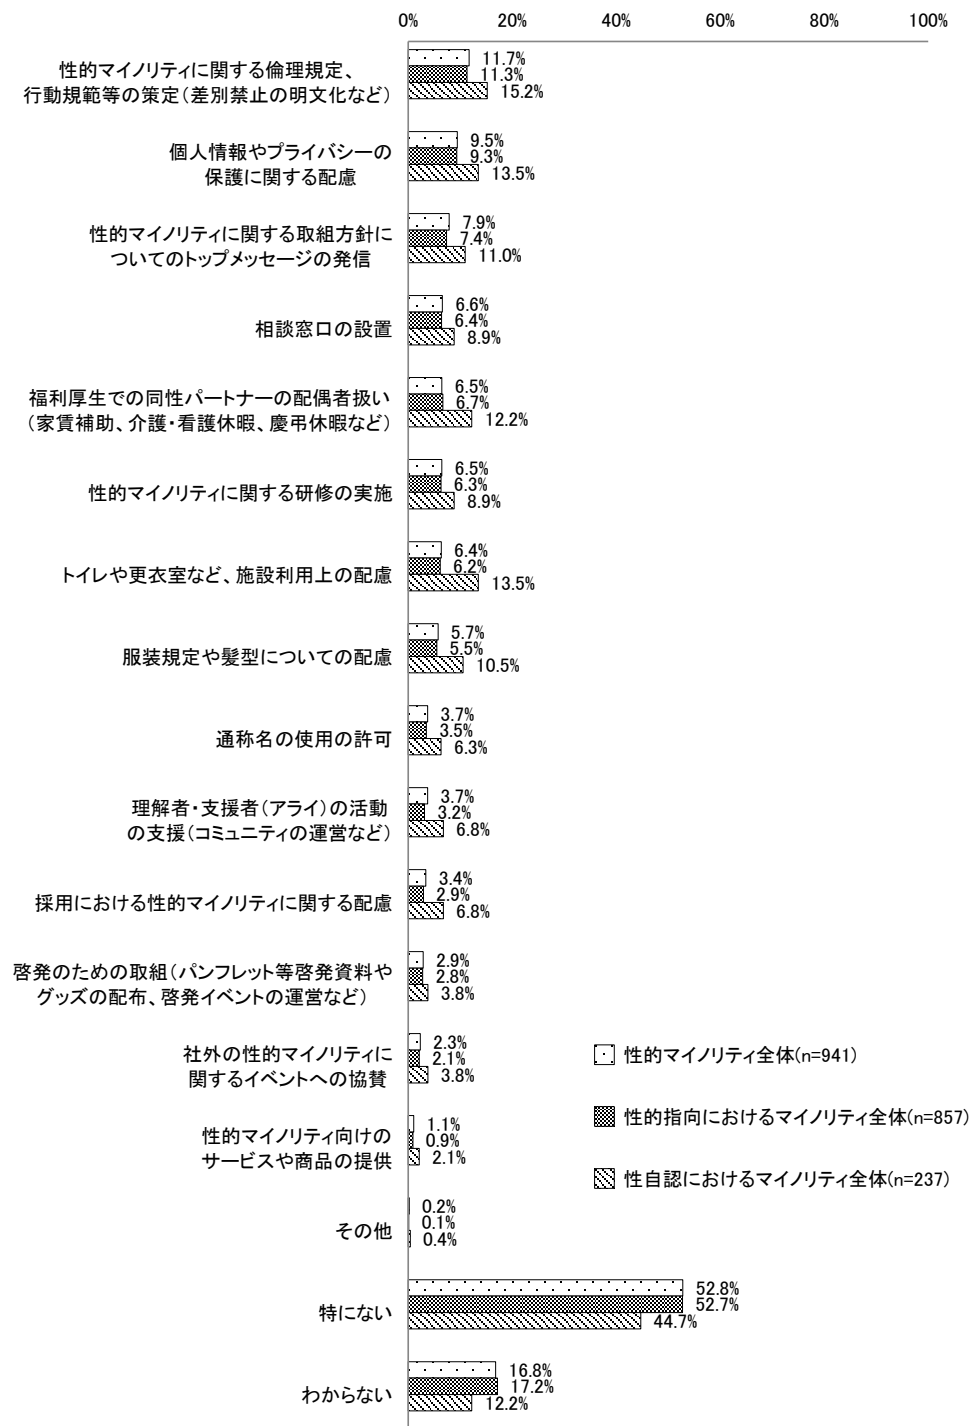 0% 20% 40% 60% 80% 100%
性的マイノリティに関する倫理規定、
行動規範等の策定（差別禁止の明文化など）
11.7%
11.3%
15.2%
個人情報やプライバシーの
保護に関する配慮
9.5%
9.3%
13.5%
性的マイノリティに関する取組方針に
ついてのトップメッセージの発信
7.9%
7.4%
11.0%
相談窓口の設置
6.6%
6.4%
8.9%
福利厚生での同性パートナーの配偶者扱い
（家賃補助、介護・看護休暇、慶弔休暇など）
6.5%
6.7%
12.2%
性的マイノリティに関する研修の実施
6.5%
6.3%
8.9%
トイレや更衣室など、施設利用上の配慮
6.4%
6.2%
13.5%
服装規定や髪型についての配慮
5.7%
5.5%
10.5%
通称名の使用の許可
3.7%
3.5%
6.3%
理解者・支援者（アライ）の活動
の支援（コミュニティの運営など）
3.7%
3.2%
6.8%
採用における性的マイノリティに関する配慮
3.4%
2.9%
6.8%
啓発のための取組（パンフレット等啓発資料や
グッズの配布、啓発イベントの運営など）
2.9%
2.8%
3.8%
社外の性的マイノリティに
関するイベントへの協賛
2.3%
2.1%
3.8%
性的マイノリティ向けの
サービスや商品の提供
1.1%
0.9%
2.1%
その他
0.2%
0.1%
0.4%
特にない
52.8%
52.7%
44.7%
わからない
16.8%
17.2%
12.2%
性的マイノリティ全体(n=941)
性的指向におけるマイノリティ全体(n=857)
性自認におけるマイノリティ全体(n=237)